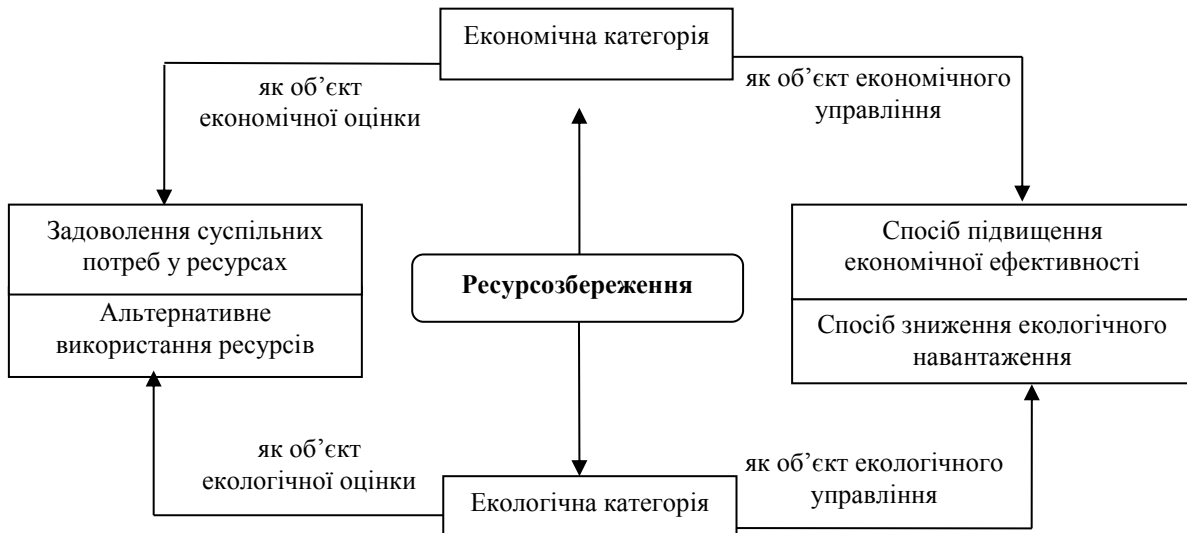 Економічна категорія
як об’єкт
економічної оцінки
як об’єкт економічного
управління
Задоволення суспільних
потреб у ресурсах
Альтернативне
використання ресурсів
Ресурсозбереження
Спосіб підвищення
економічної ефективності
Спосіб зниження екологічного
навантаження
як об’єкт
екологічної оцінки
як об’єкт екологічного
управління
Екологічна категорія